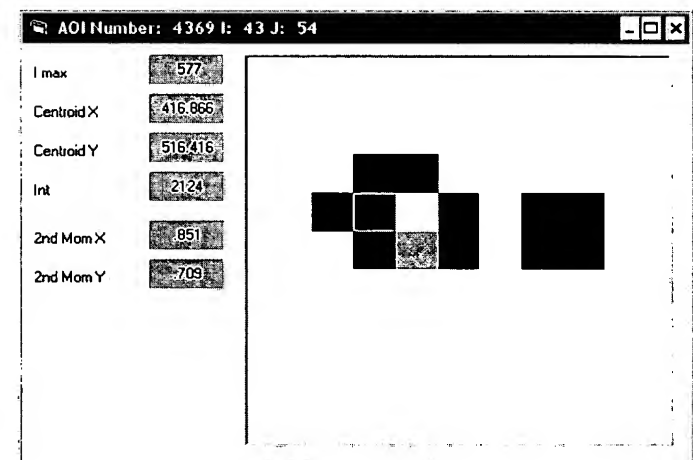 AOI Number: 4369 I: 43 J: 54
I max 577
Centroid X 416.866
Centroid Y 516.416
Int 2124
2nd Mom X .851
2nd Mom Y .709